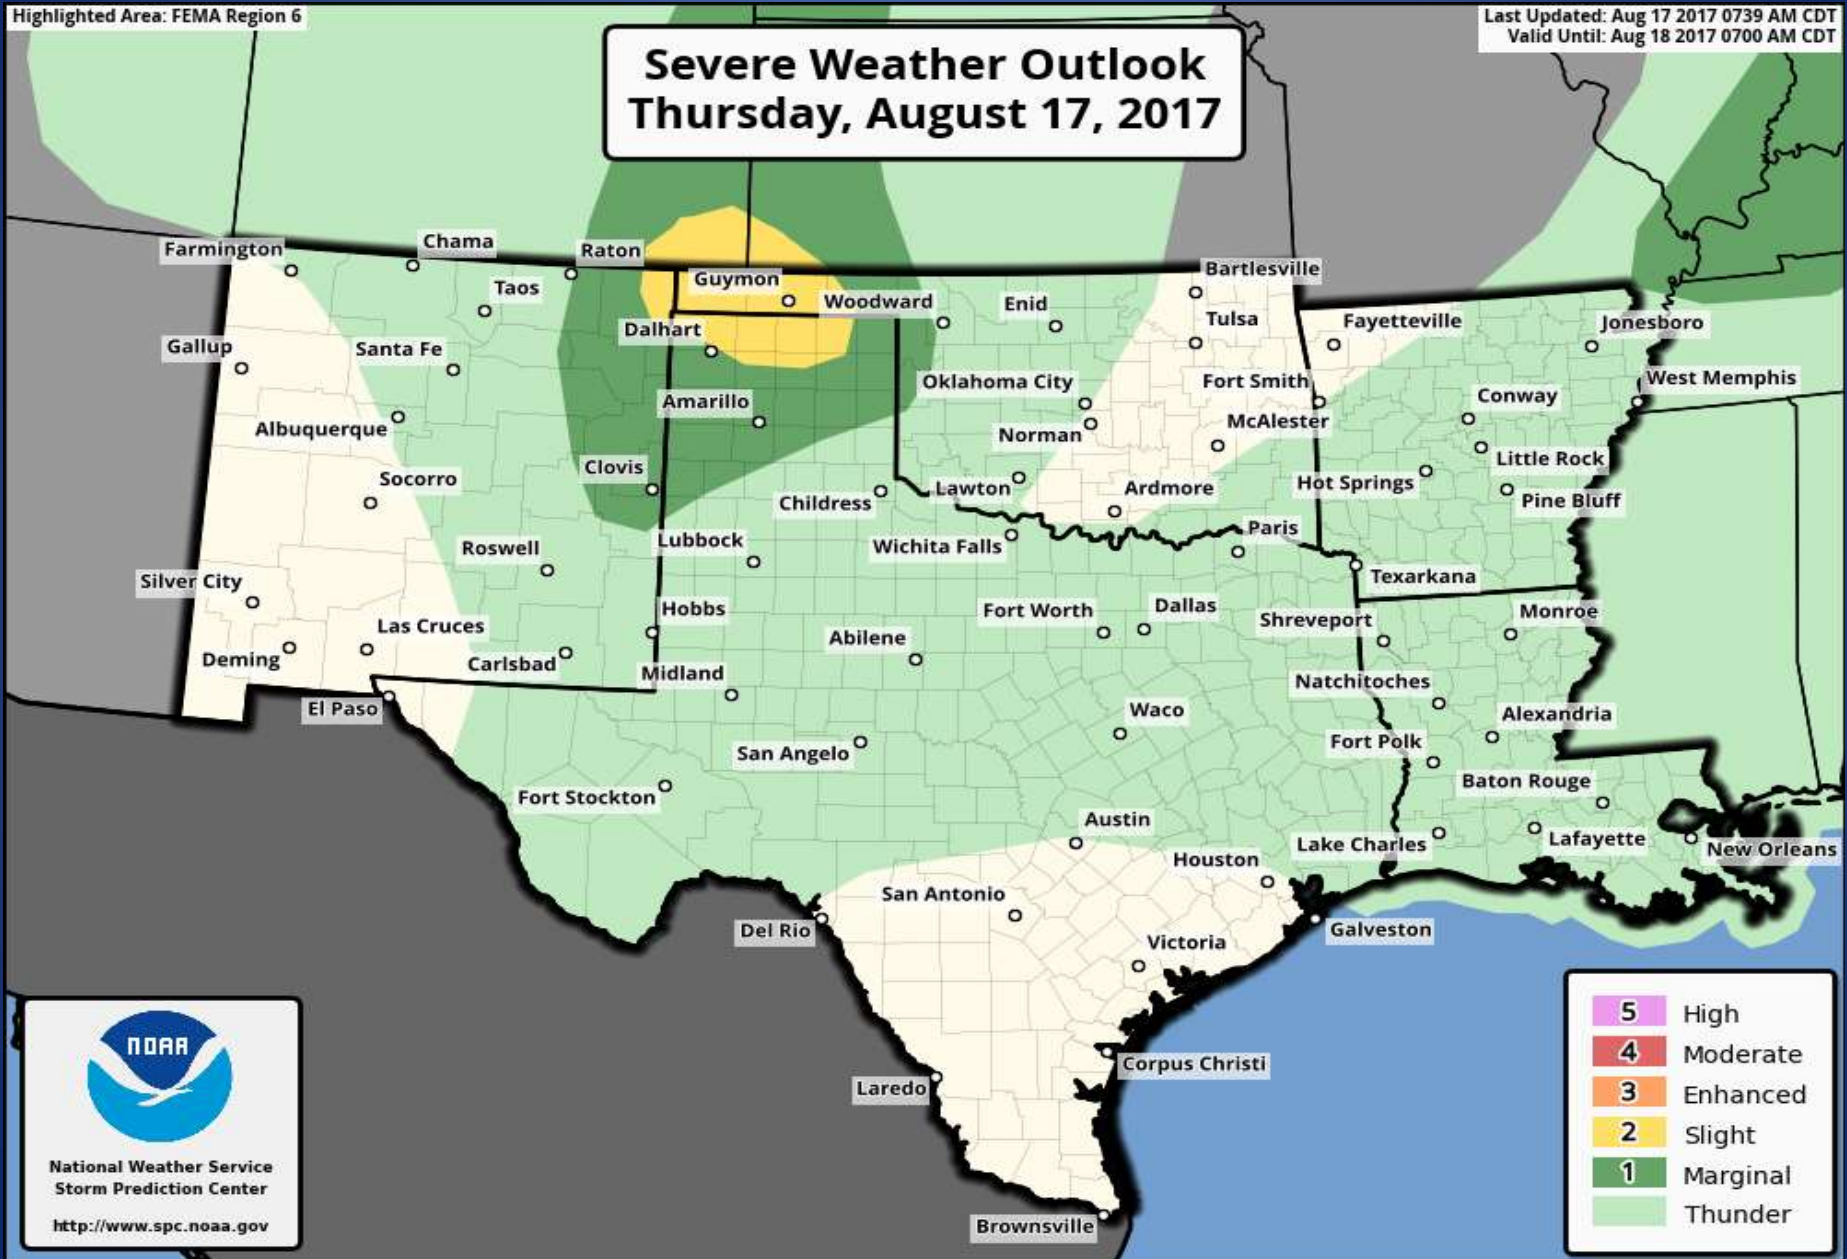 Highlighted Area: FEMA Region 6
Last Updated: Aug 17 2017 0739 AM CDT
Valid Until: Aug 18 2017 0700 AM CDT
Severe Weather Outlook
Thursday, August 17, 2017
Farmington
Chama
Raton
Taos
Guymon
Woodward
Enid
Bartlesville
Tulsa
Fayetteville
Jonesboro
Gallup
Santa Fe
Dalhart
Oklahoma City
Fort Smith
West Memphis
Albuquerque
Amarillo
Norman
McAlester
Conway
Socorro
Clovis
Childress
Lawton
Ardmore
Hot Springs
Little Rock
Pine Bluff
Roswell
Lubbock
Wichita Falls
Paris
Silver City
Texarkana
Las Cruces
Hobbs
Fort Worth
Dallas
Shreveport
Monroe
Deming
Carlsbad
Midland
Abilene
Natchitoches
El Paso
Waco
Alexandria
San Angelo
Fort Polk
Fort Stockton
Baton Rouge
Austin
Lake Charles
Lafayette
New Orleans
Houston
San Antonio
Del Rio
Galveston
Victoria
Corpus Christi
Laredo
Brownsville
NOAA
National Weather Service
Storm Prediction Center
http://www.spc.noaa.gov
5 High
4 Moderate
3 Enhanced
2 Slight
1 Marginal
Thunder